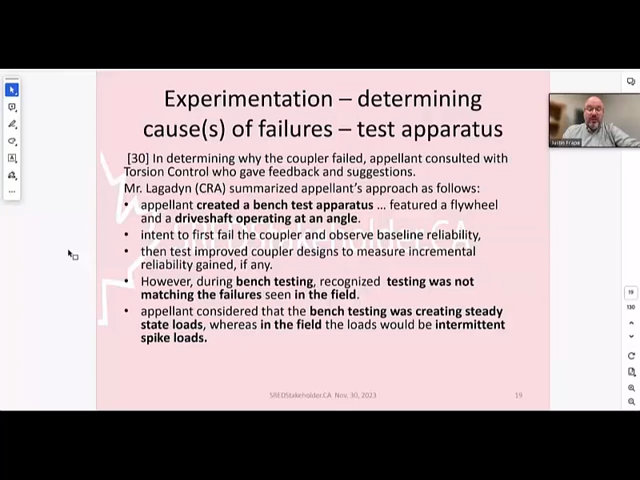 Experimentation – determining
cause(s) of failures – test apparatus
[30] In determining why the coupler failed, appellant consulted with
Torsion Control who gave feedback and suggestions.
Mr. Lagadyn (CRA) summarized appellant's approach as follows:
• appellant created a bench test apparatus ... featured a flywheel
and a driveshaft operating at an angle.
• intent to first fail the coupler and observe baseline reliability,
• then test improved coupler designs to measure incremental
reliability gained, if any.
• However, during bench testing, recognized testing was not
matching the failures seen in the field.
• appellant considered that the bench testing was creating steady
state loads, whereas in the field the loads would be intermittent
spike loads.
SREDStakeholder.CA
SREDStakeholder.CA Nov. 30, 2023
19
19
130